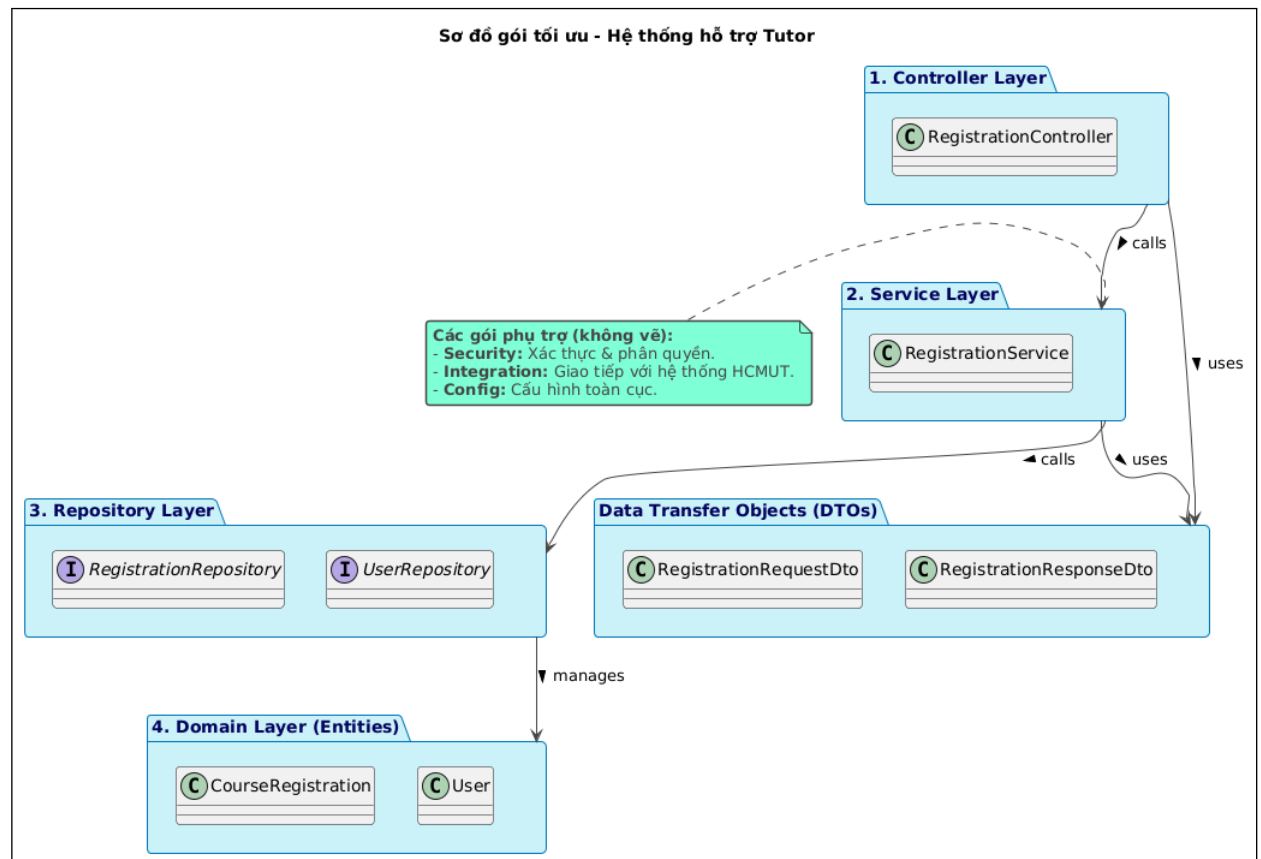 Sơ đồ gói tối ưu - Hệ thống hỗ trợ Tutor
1. Controller Layer
C RegistrationController
calls
uses
2. Service Layer
C RegistrationService
Các gói phụ trợ (không vẽ):
- Security: Xác thực & phân quyền.
- Integration: Giao tiếp với hệ thống HCMUT.
- Config: Cấu hình toàn cục.
calls
uses
3. Repository Layer
I RegistrationRepository
I UserRepository
Data Transfer Objects (DTOs)
C RegistrationRequestDto
C RegistrationResponseDto
manages
4. Domain Layer (Entities)
C CourseRegistration
C User